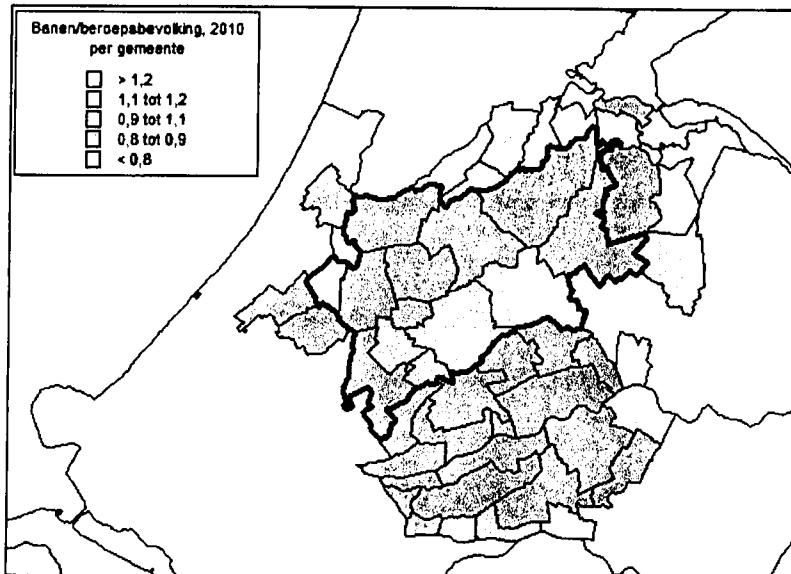 Banen/beroepsbevolking, 2010
per gemeente
> 1,2
1,1 tot 1,2
0,9 tot 1,1
0,8 tot 0,9
< 0,8